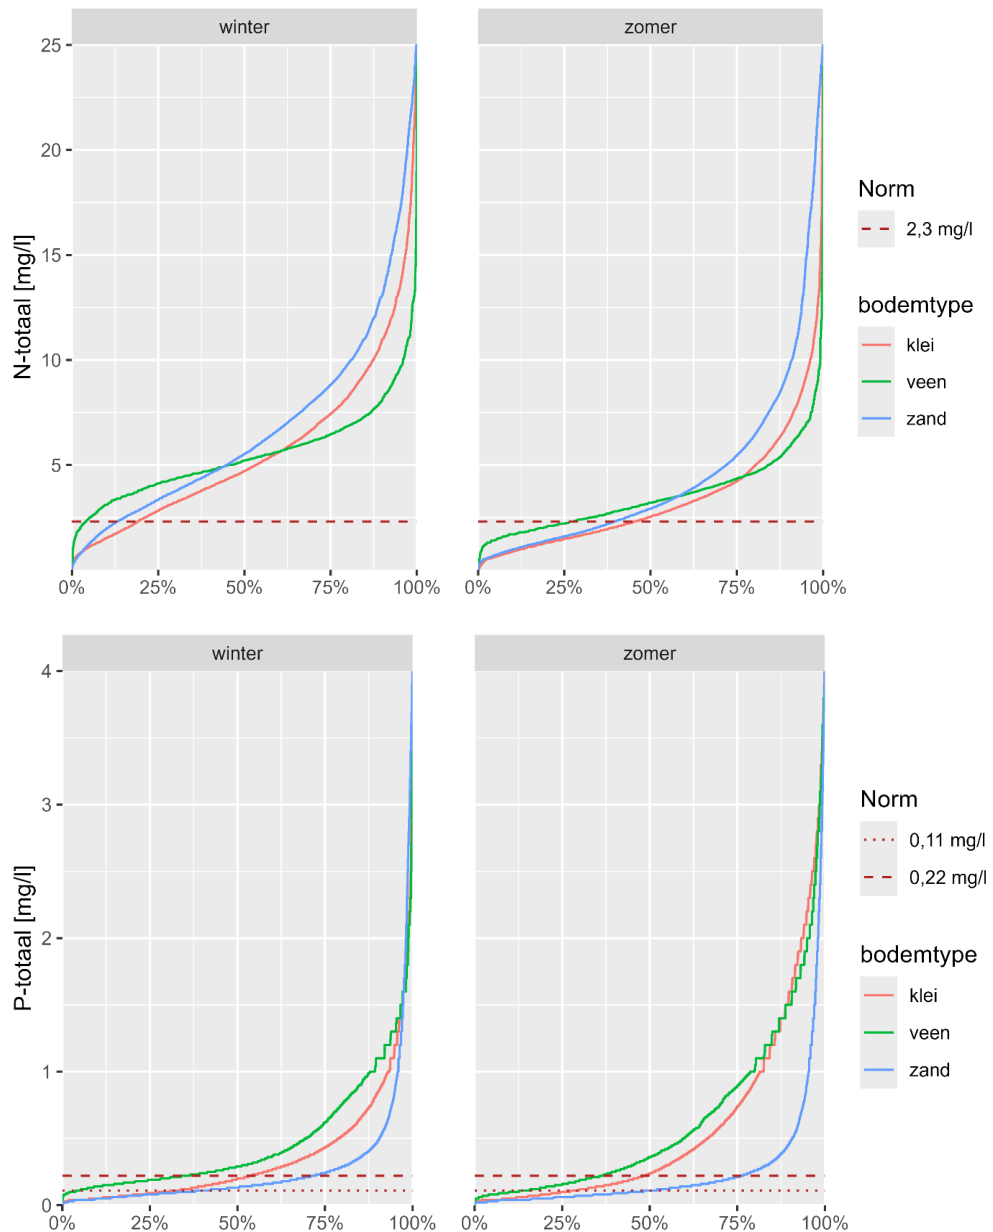 winter
zomer
N-totaal [mg/l]
25
20
15
10
5
0% 25% 50% 75% 100%
0% 25% 50% 75% 100%
Norm
2,3 mg/l
bodemtype
klei
veen
zand
winter
zomer
P-totaal [mg/l]
4
3
2
1
0
0% 25% 50% 75% 100%
0% 25% 50% 75% 100%
Norm
0,11 mg/l
0,22 mg/l
bodemtype
klei
veen
zand